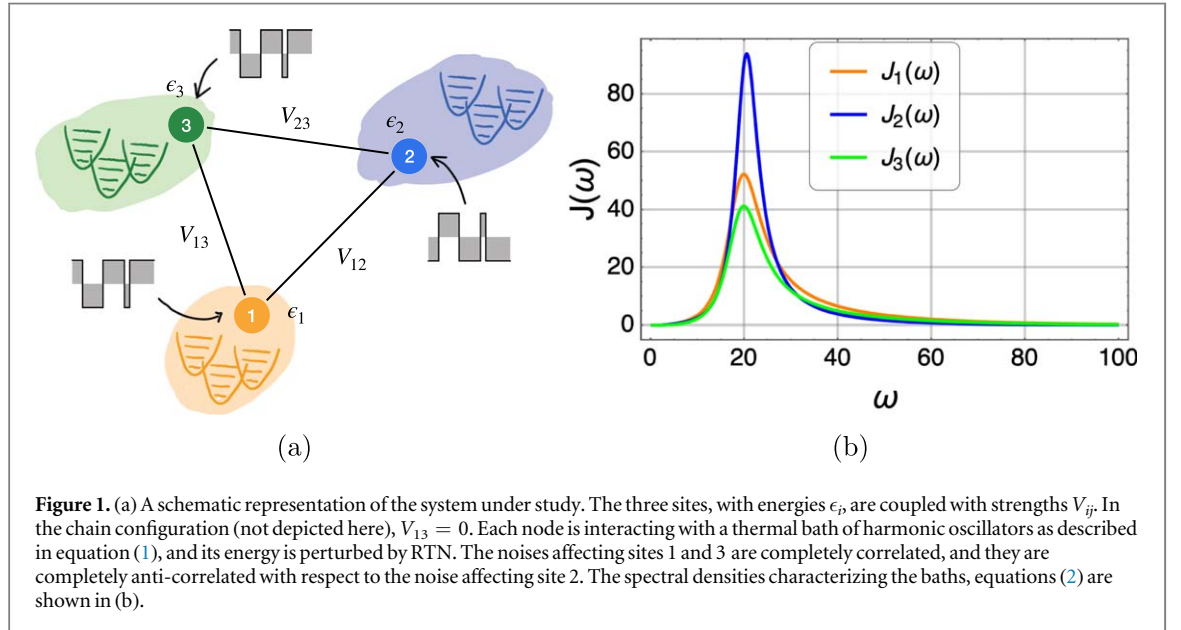 ϵ₃
3
V₂₃
ϵ₂
2
V₁₃
V₁₂
1
ϵ₁
(a)
J₁(ω)
J₂(ω)
J₃(ω)
J(ω)
80
60
40
20
0
0 20 40 60 80 100
ω
(b)
Figure 1. (a) A schematic representation of the system under study. The three sites, with energies ϵᵢ, are coupled with strengths Vᵢⱼ. In
the chain configuration (not depicted here), V₁₃ = 0. Each node is interacting with a thermal bath of harmonic oscillators as described
in equation (1), and its energy is perturbed by RTN. The noises affecting sites 1 and 3 are completely correlated, and they are
completely anti-correlated with respect to the noise affecting site 2. The spectral densities characterizing the baths, equations (2) are
shown in (b).